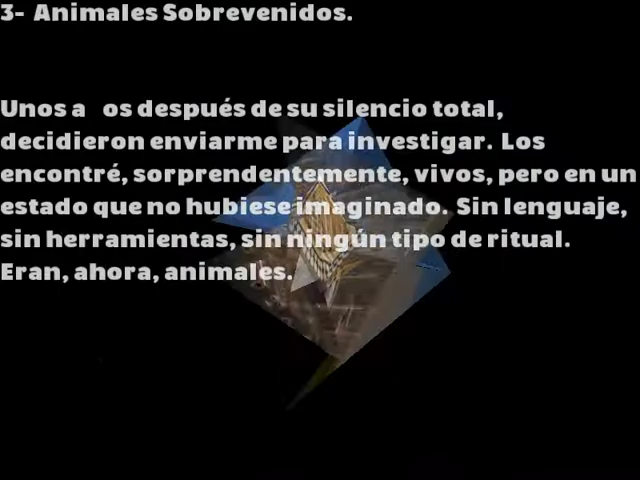 3- Animales Sobrevenidos.
Unos a os después de su silencio total,
decidieron enviarme para investigar. Los
encontré, sorprendentemente, vivos, pero en un
estado que no hubiese imaginado. Sin lenguaje,
sin herramientas, sin ningún tipo de ritual.
Eran, ahora, animales.